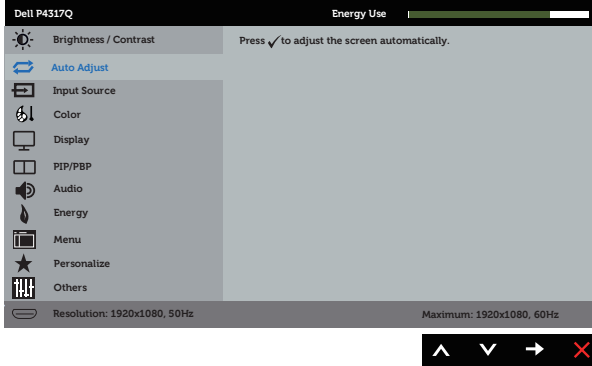 Dell P4317Q
Energy Use
Brightness / Contrast
Press ✓ to adjust the screen automatically.
Auto Adjust
Input Source
Color
Display
PIP/PBP
Audio
Energy
Menu
Personalize
Others
Resolution: 1920x1080, 50Hz
Maximum: 1920x1080, 60Hz